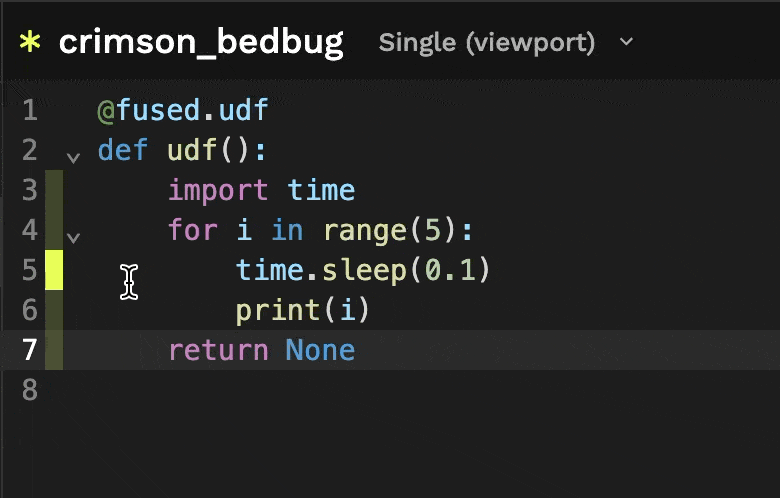 * crimson_bedbug Single (viewport)
1 @fused.udf
2 def udf():
3 import time
4 for i in range(5):
5 time.sleep(0.1)
6 print(i)
7 return None
8